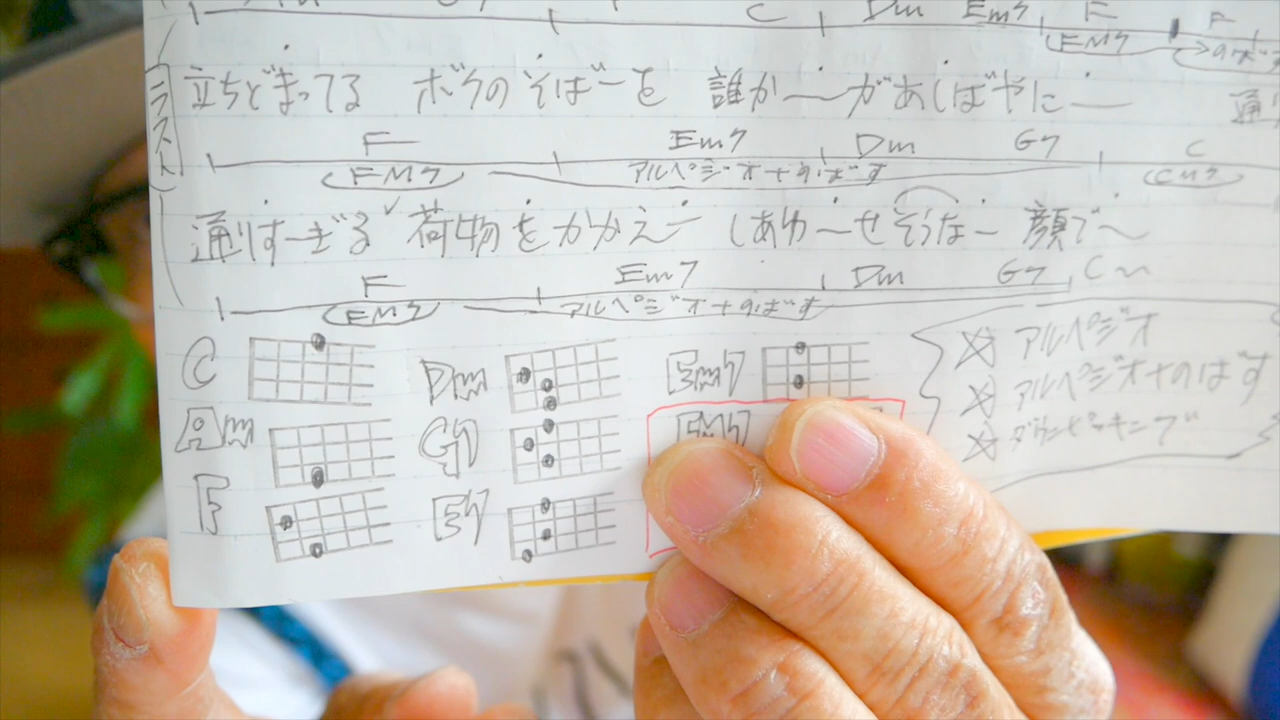 C Dm Em7 F F
FM7
ラスト
立ちどまってる ボクのそばーを 誰か〜があしばやにー 通
F Em7 Dm G7 C
FM7 アルペジオ+のばす CM7
通りすーぎる 荷物をかかえー しあわーせそうなー 顔で〜
F Em7 Dm G7 C〜
FM7 アルペジオ+のばす
C Dm Em7 ☆ アルペジオ
Am G7 FM7 ☆ アルペジオ+のばす
F E7 ☆ ダウンピッキング